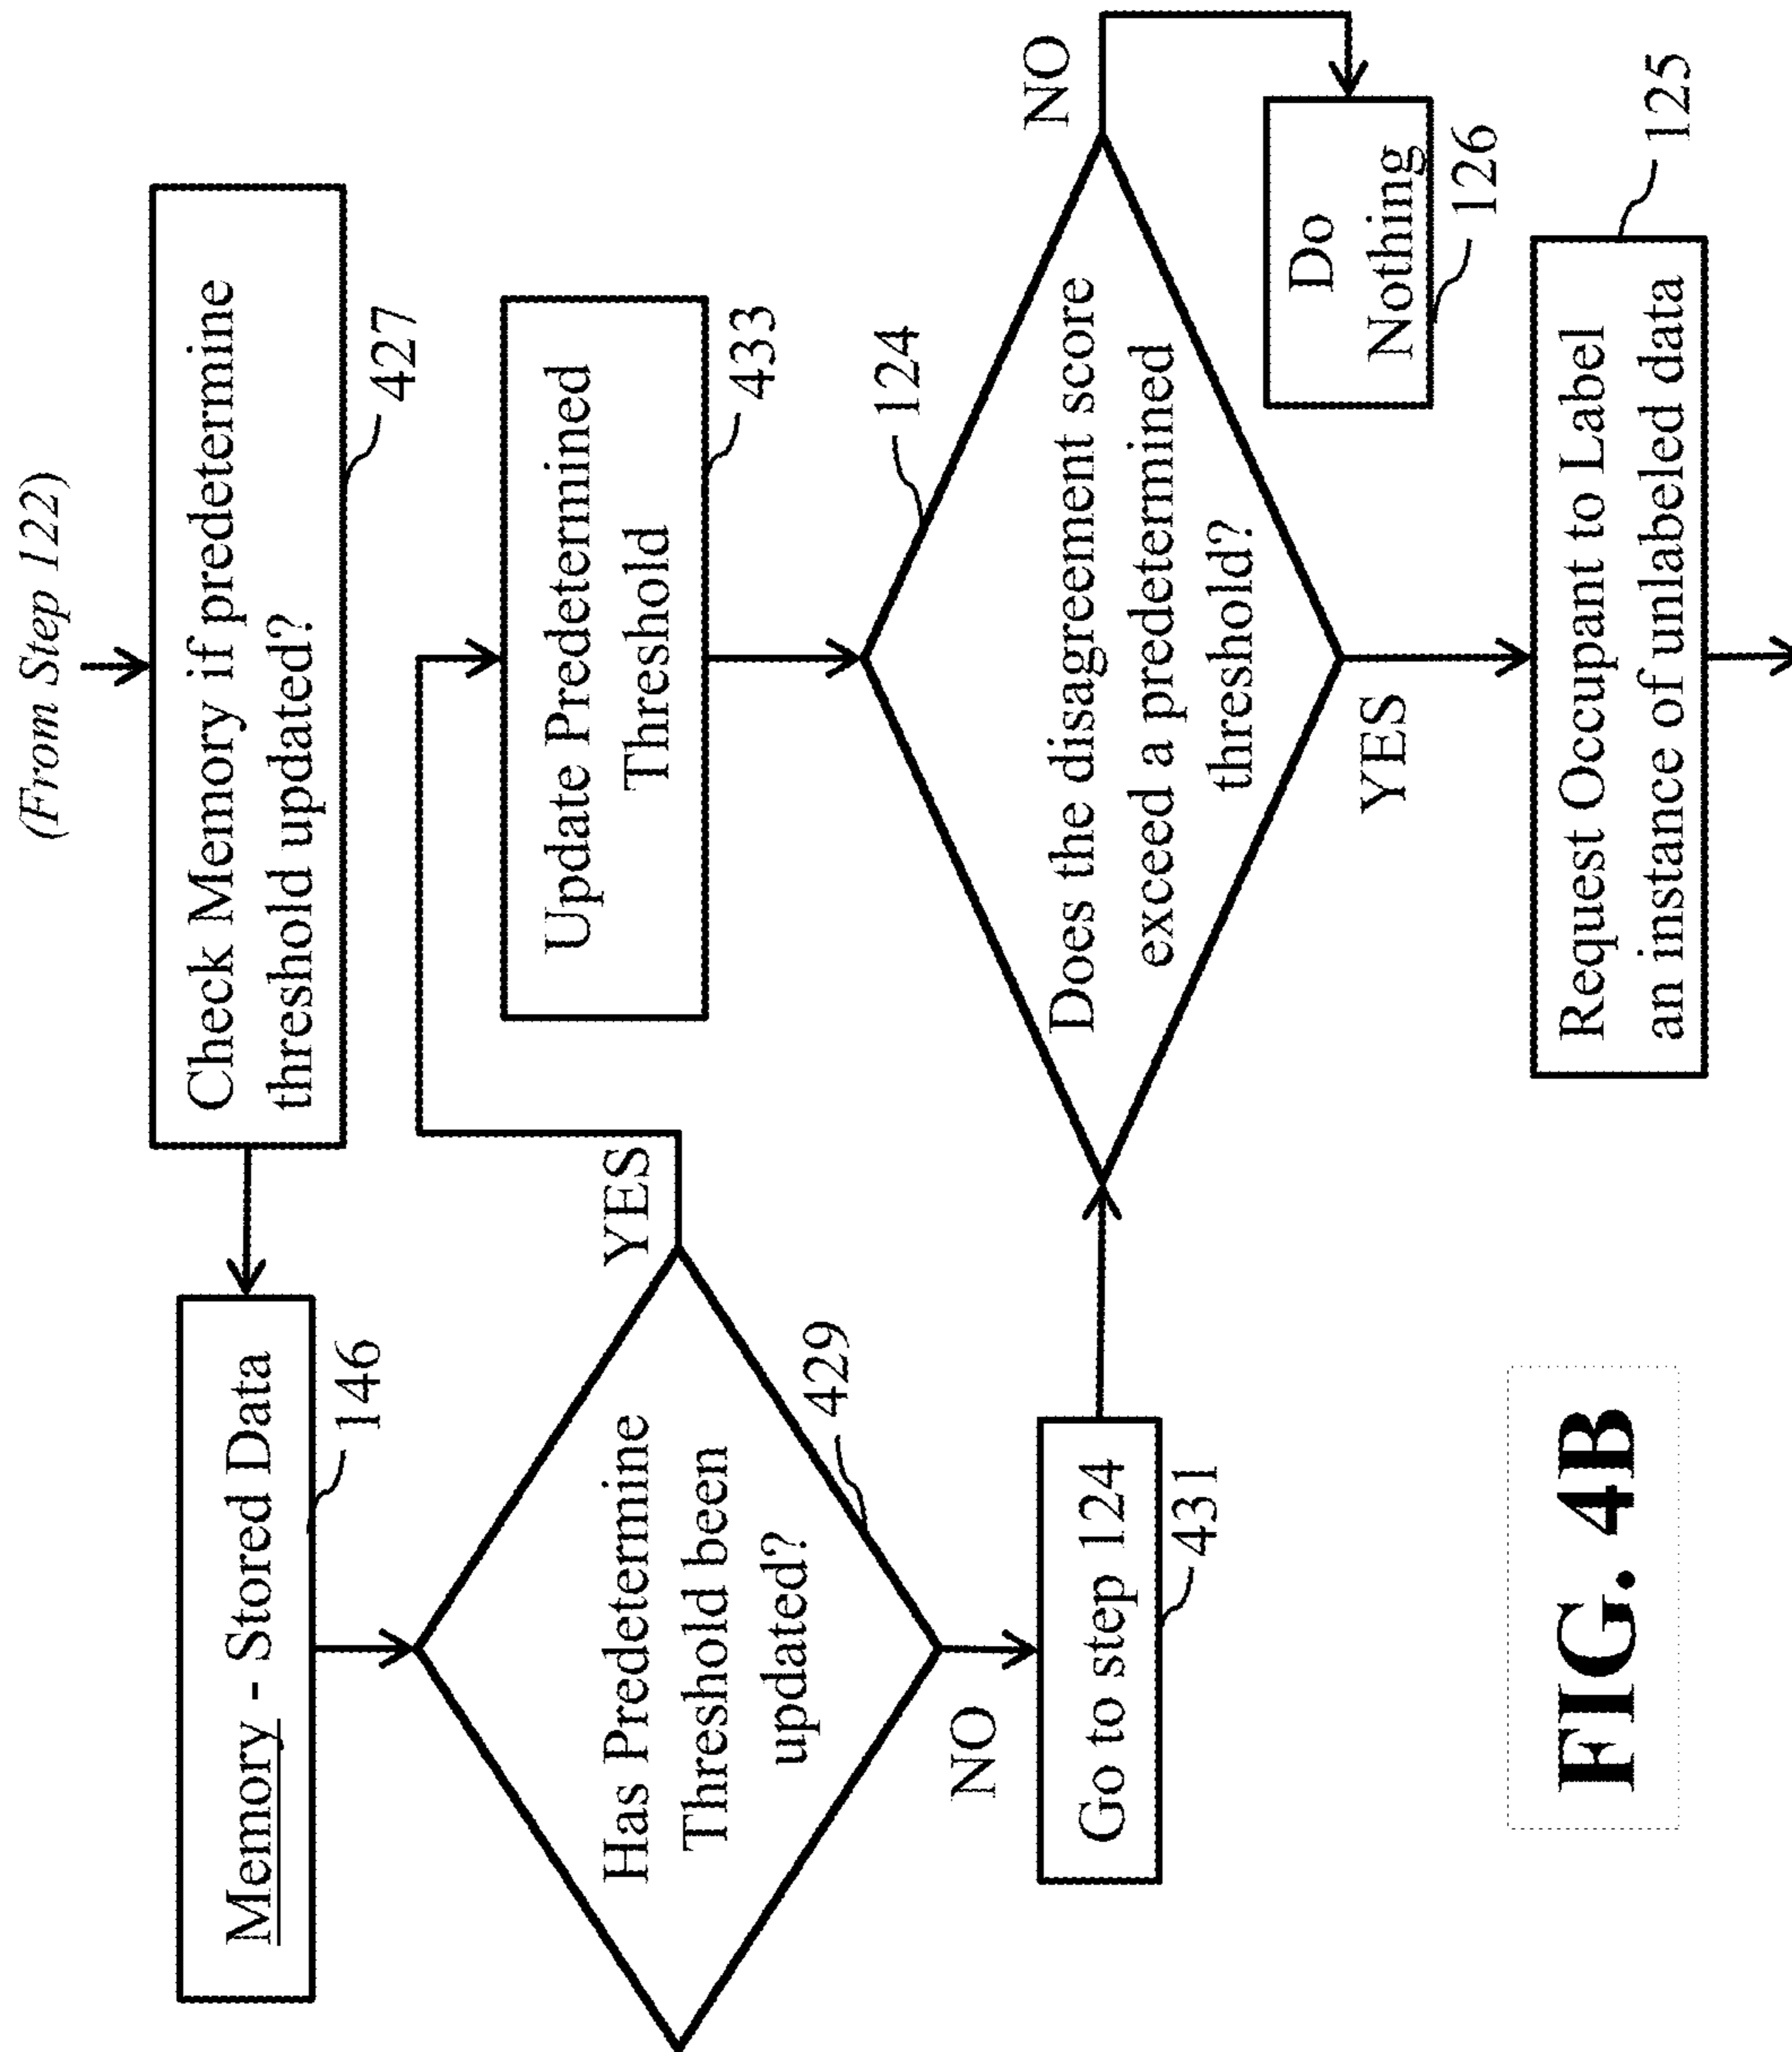 (From Step 122)
Check Memory if predetermine
threshold updated?
427
Memory - Stored Data
146
Has Predetermine
Threshold been
updated?
429
YES
NO
Go to step 124
431
Update Predetermined
Threshold
433
124
Does the disagreement score
exceed a predetermined
threshold?
NO
Do
Nothing
126
YES
Request Occupant to Label
an instance of unlabeled data
125
FIG. 4B